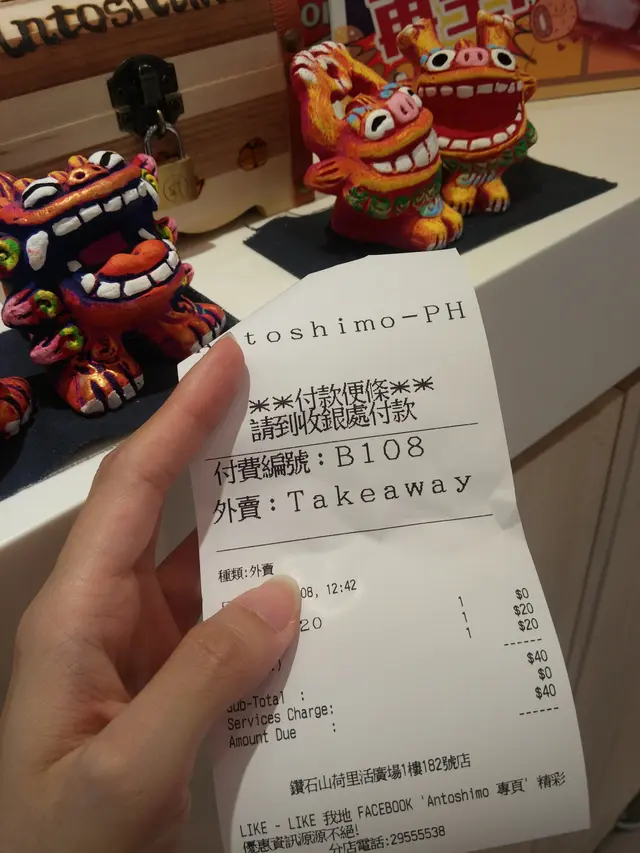 toshimo-PH
**付款便條**
請到收銀處付款
付費編號：B108
外賣：Takeaway
種類:外賣
08, 12:42
1 $0
20 1 $20
1 $20
------
$40
Sub-Total : $0
Services Charge: $40
Amount Due :
------
鑽石山荷里活廣場1樓182號店
LIKE - LIKE 我地 FACEBOOK 'Antoshimo 專頁' 精彩
優惠資訊源源不絕!
分店電話:29555538